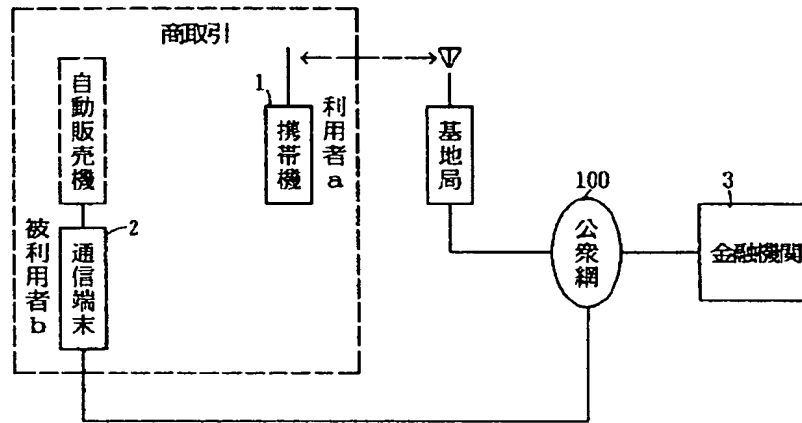 商取引
自動販売機
1
携帯機
利用者a
基地局
100
公衆網
3
金融機関
被利用者b
2
通信端末